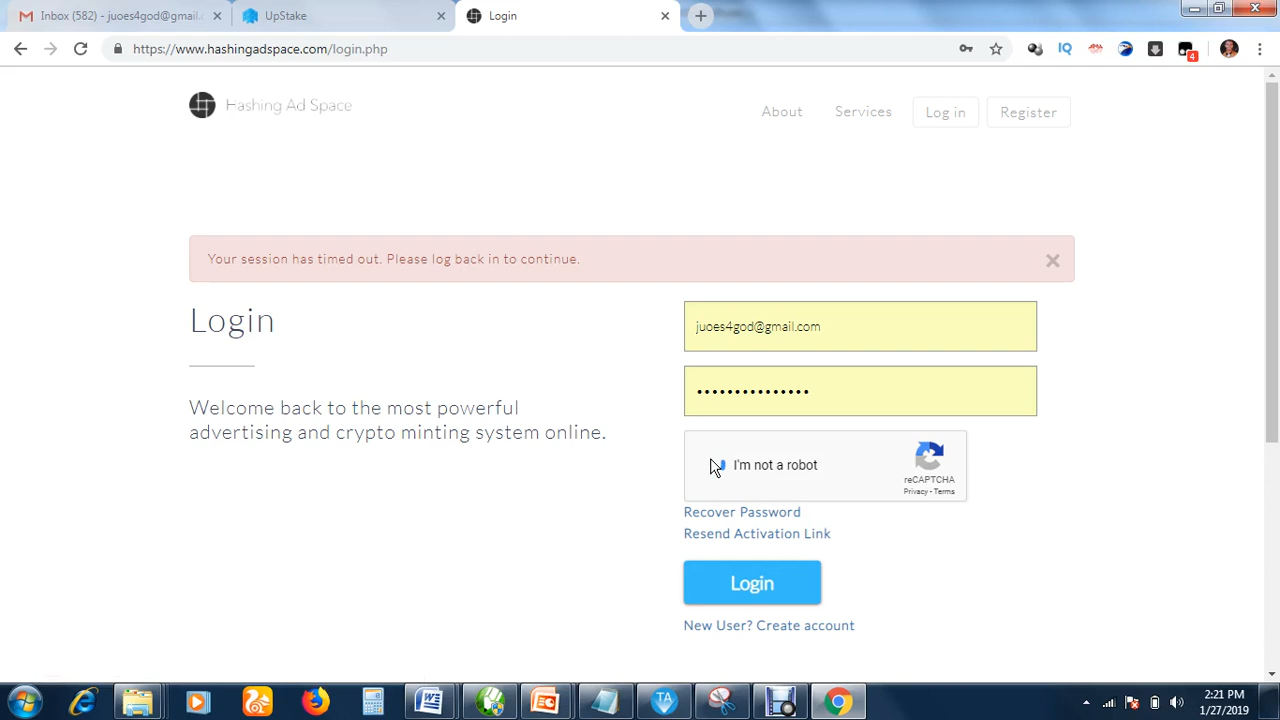 Inbox (582) - juoes4god@gmail
UpStake
Login
https://www.hashingadspace.com/login.php
IQ
4
Hashing Ad Space
About
Services
Log in
Register
Your session has timed out. Please log back in to continue.
Login
Welcome back to the most powerful
advertising and crypto minting system online.
juoes4god@gmail.com
I'm not a robot
reCAPTCHA
Privacy - Terms
Recover Password
Resend Activation Link
Login
New User? Create account
TA
2:21 PM
1/27/2019